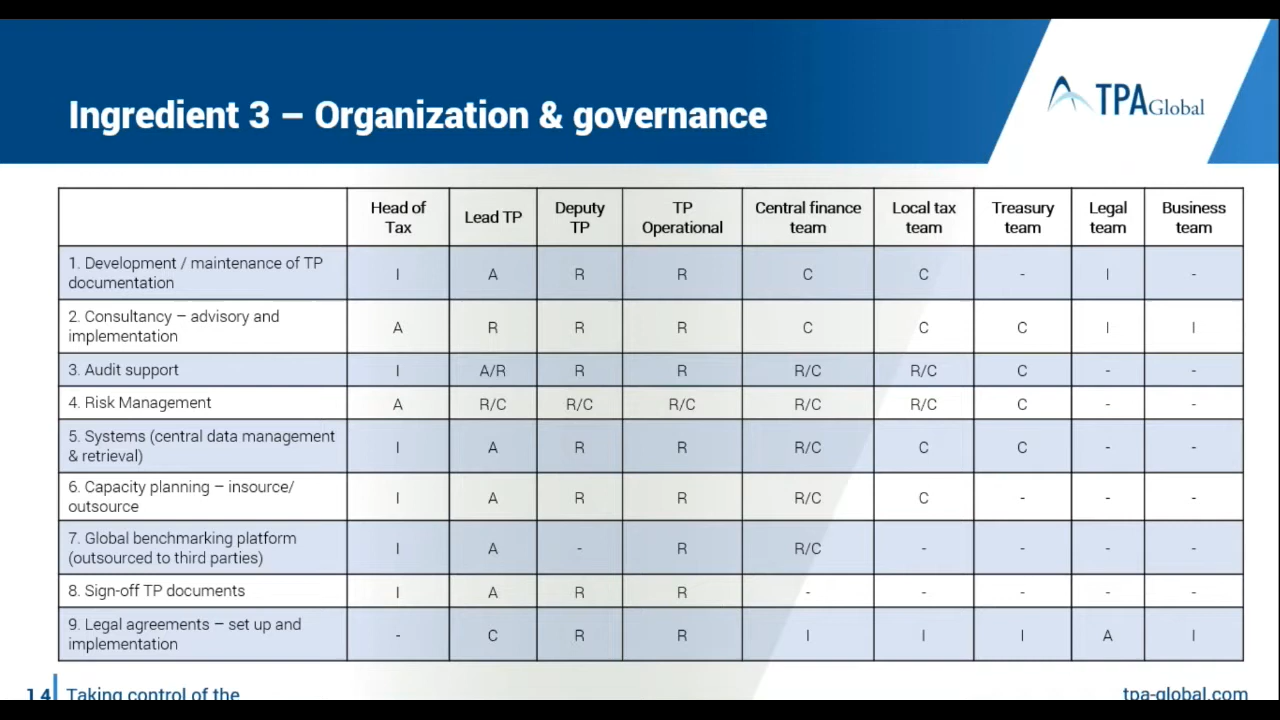 Ingredient 3 – Organization & governance
TPA Global
Head of Tax
Lead TP
Deputy TP
TP Operational
Central finance team
Local tax team
Treasury team
Legal team
Business team
1. Development / maintenance of TP documentation
I A R R C C - I -
2. Consultancy – advisory and implementation
A R R R C C C I I
3. Audit support
I A/R R R R/C R/C C - -
4. Risk Management
A R/C R/C R/C R/C R/C C - -
5. Systems (central data management & retrieval)
I A R R R/C C C - -
6. Capacity planning – insource/ outsource
I A R R R/C C - - -
7. Global benchmarking platform (outsourced to third parties)
I A - R R/C - - - -
8. Sign-off TP documents
I A R R - - - - -
9. Legal agreements – set up and implementation
- C R R I I I A I
14 Taking control of the
tpa-global.com